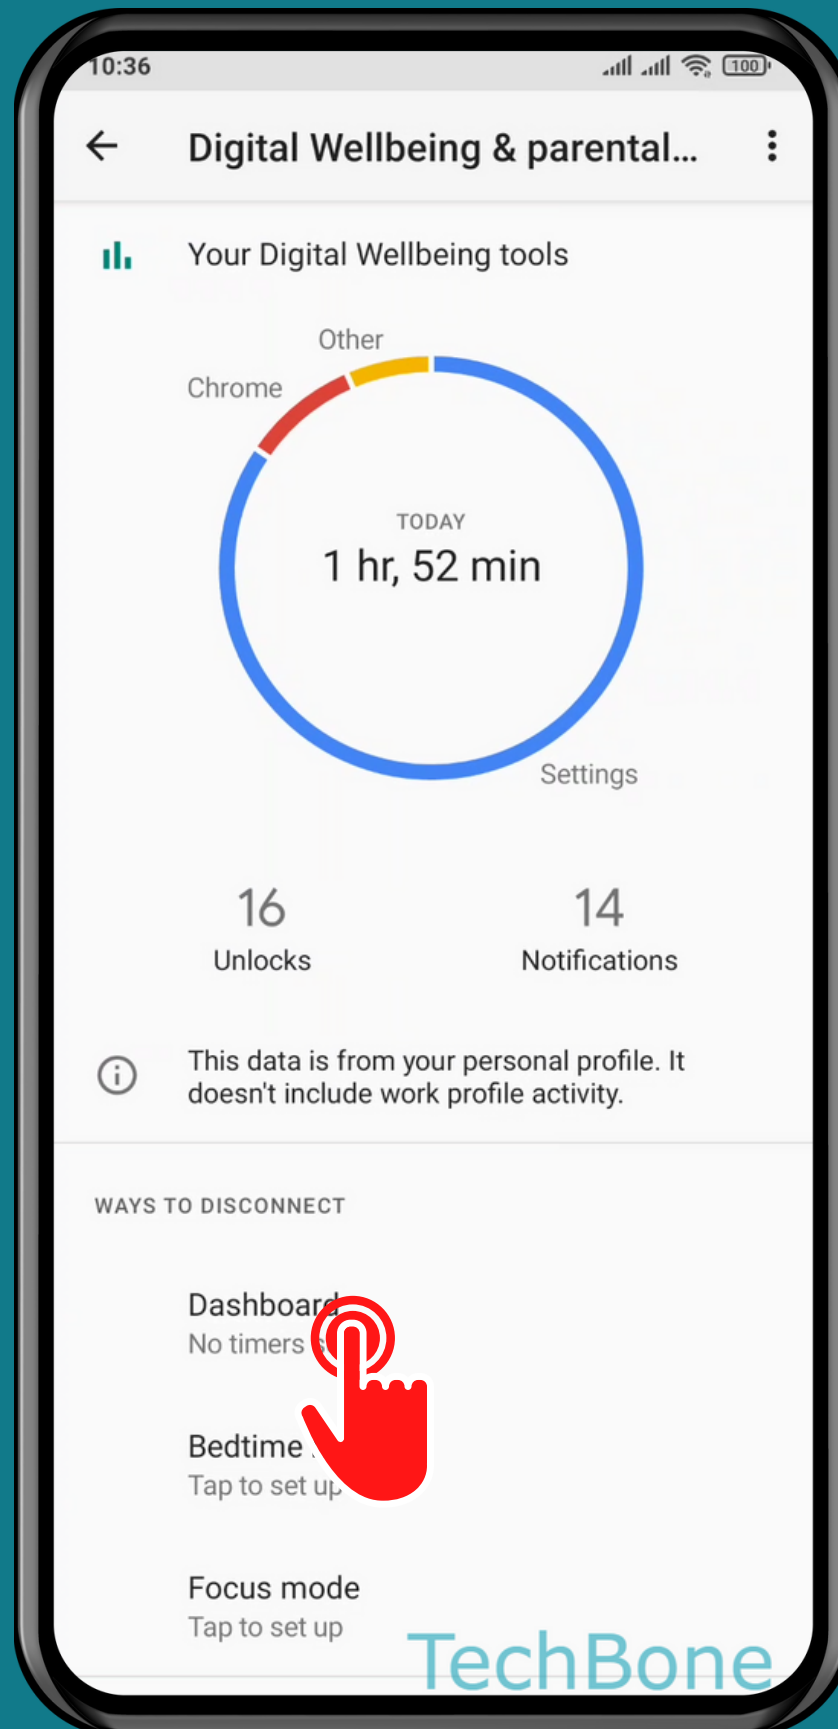 10:36
100
Digital Wellbeing & parental...
Your Digital Wellbeing tools
Other
Chrome
TODAY
1 hr, 52 min
Settings
16
14
Unlocks
Notifications
This data is from your personal profile. It
doesn't include work profile activity.
WAYS TO DISCONNECT
Dashboard
No timers
Bedtime
Tap to set up
Focus mode
Tap to set up
TechBone